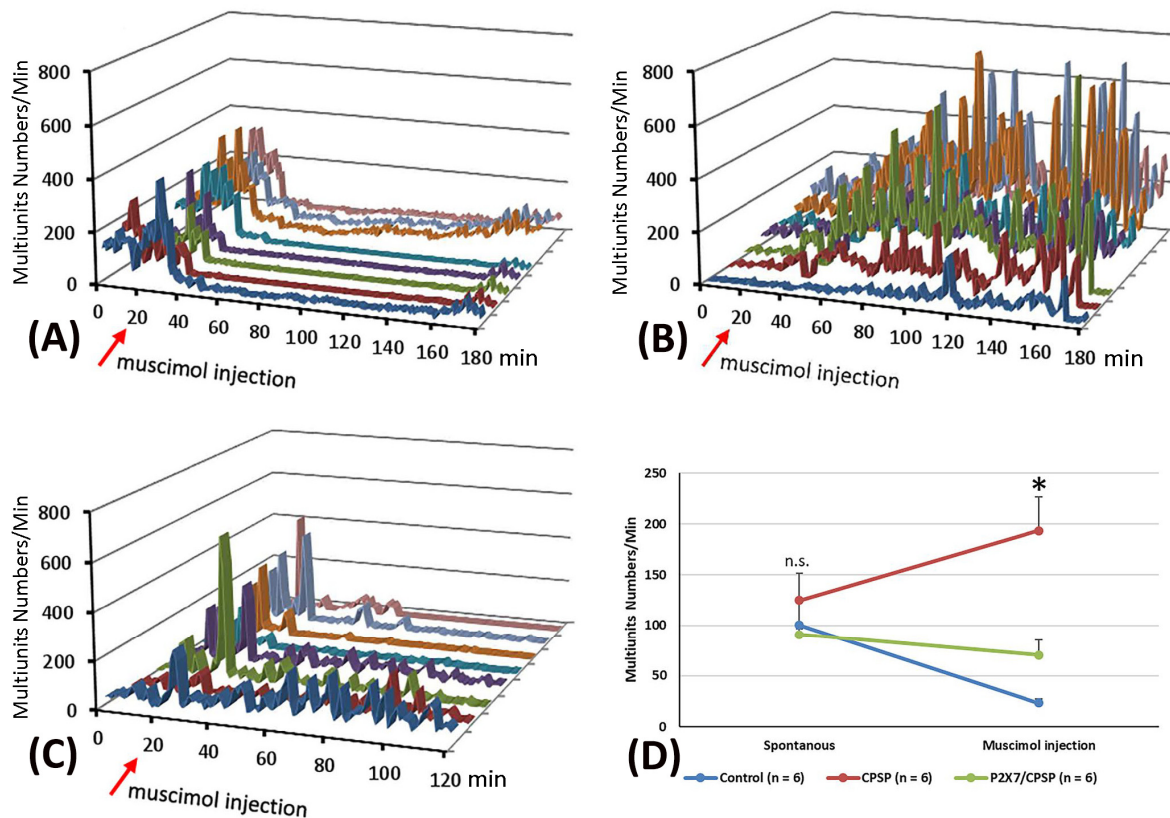 Multiunits Numbers/Min
800
600
400
200
0
0 20 40 60 80 100 120 140 160 180 min
(A)
muscimol injection
Multiunits Numbers/Min
800
600
400
200
0
0 20 40 60 80 100 120 140 160 180 min
(B)
muscimol injection
Multiunits Numbers/Min
800
600
400
200
0
0 20 40 60 80 100 120 min
(C)
muscimol injection
Multiunits Numbers/Min
250
200
150
100
50
0
n.s.
*
Spontanous Muscimol injection
(D)
Control (n = 6) CPSP (n = 6) P2X7/CPSP (n = 6)